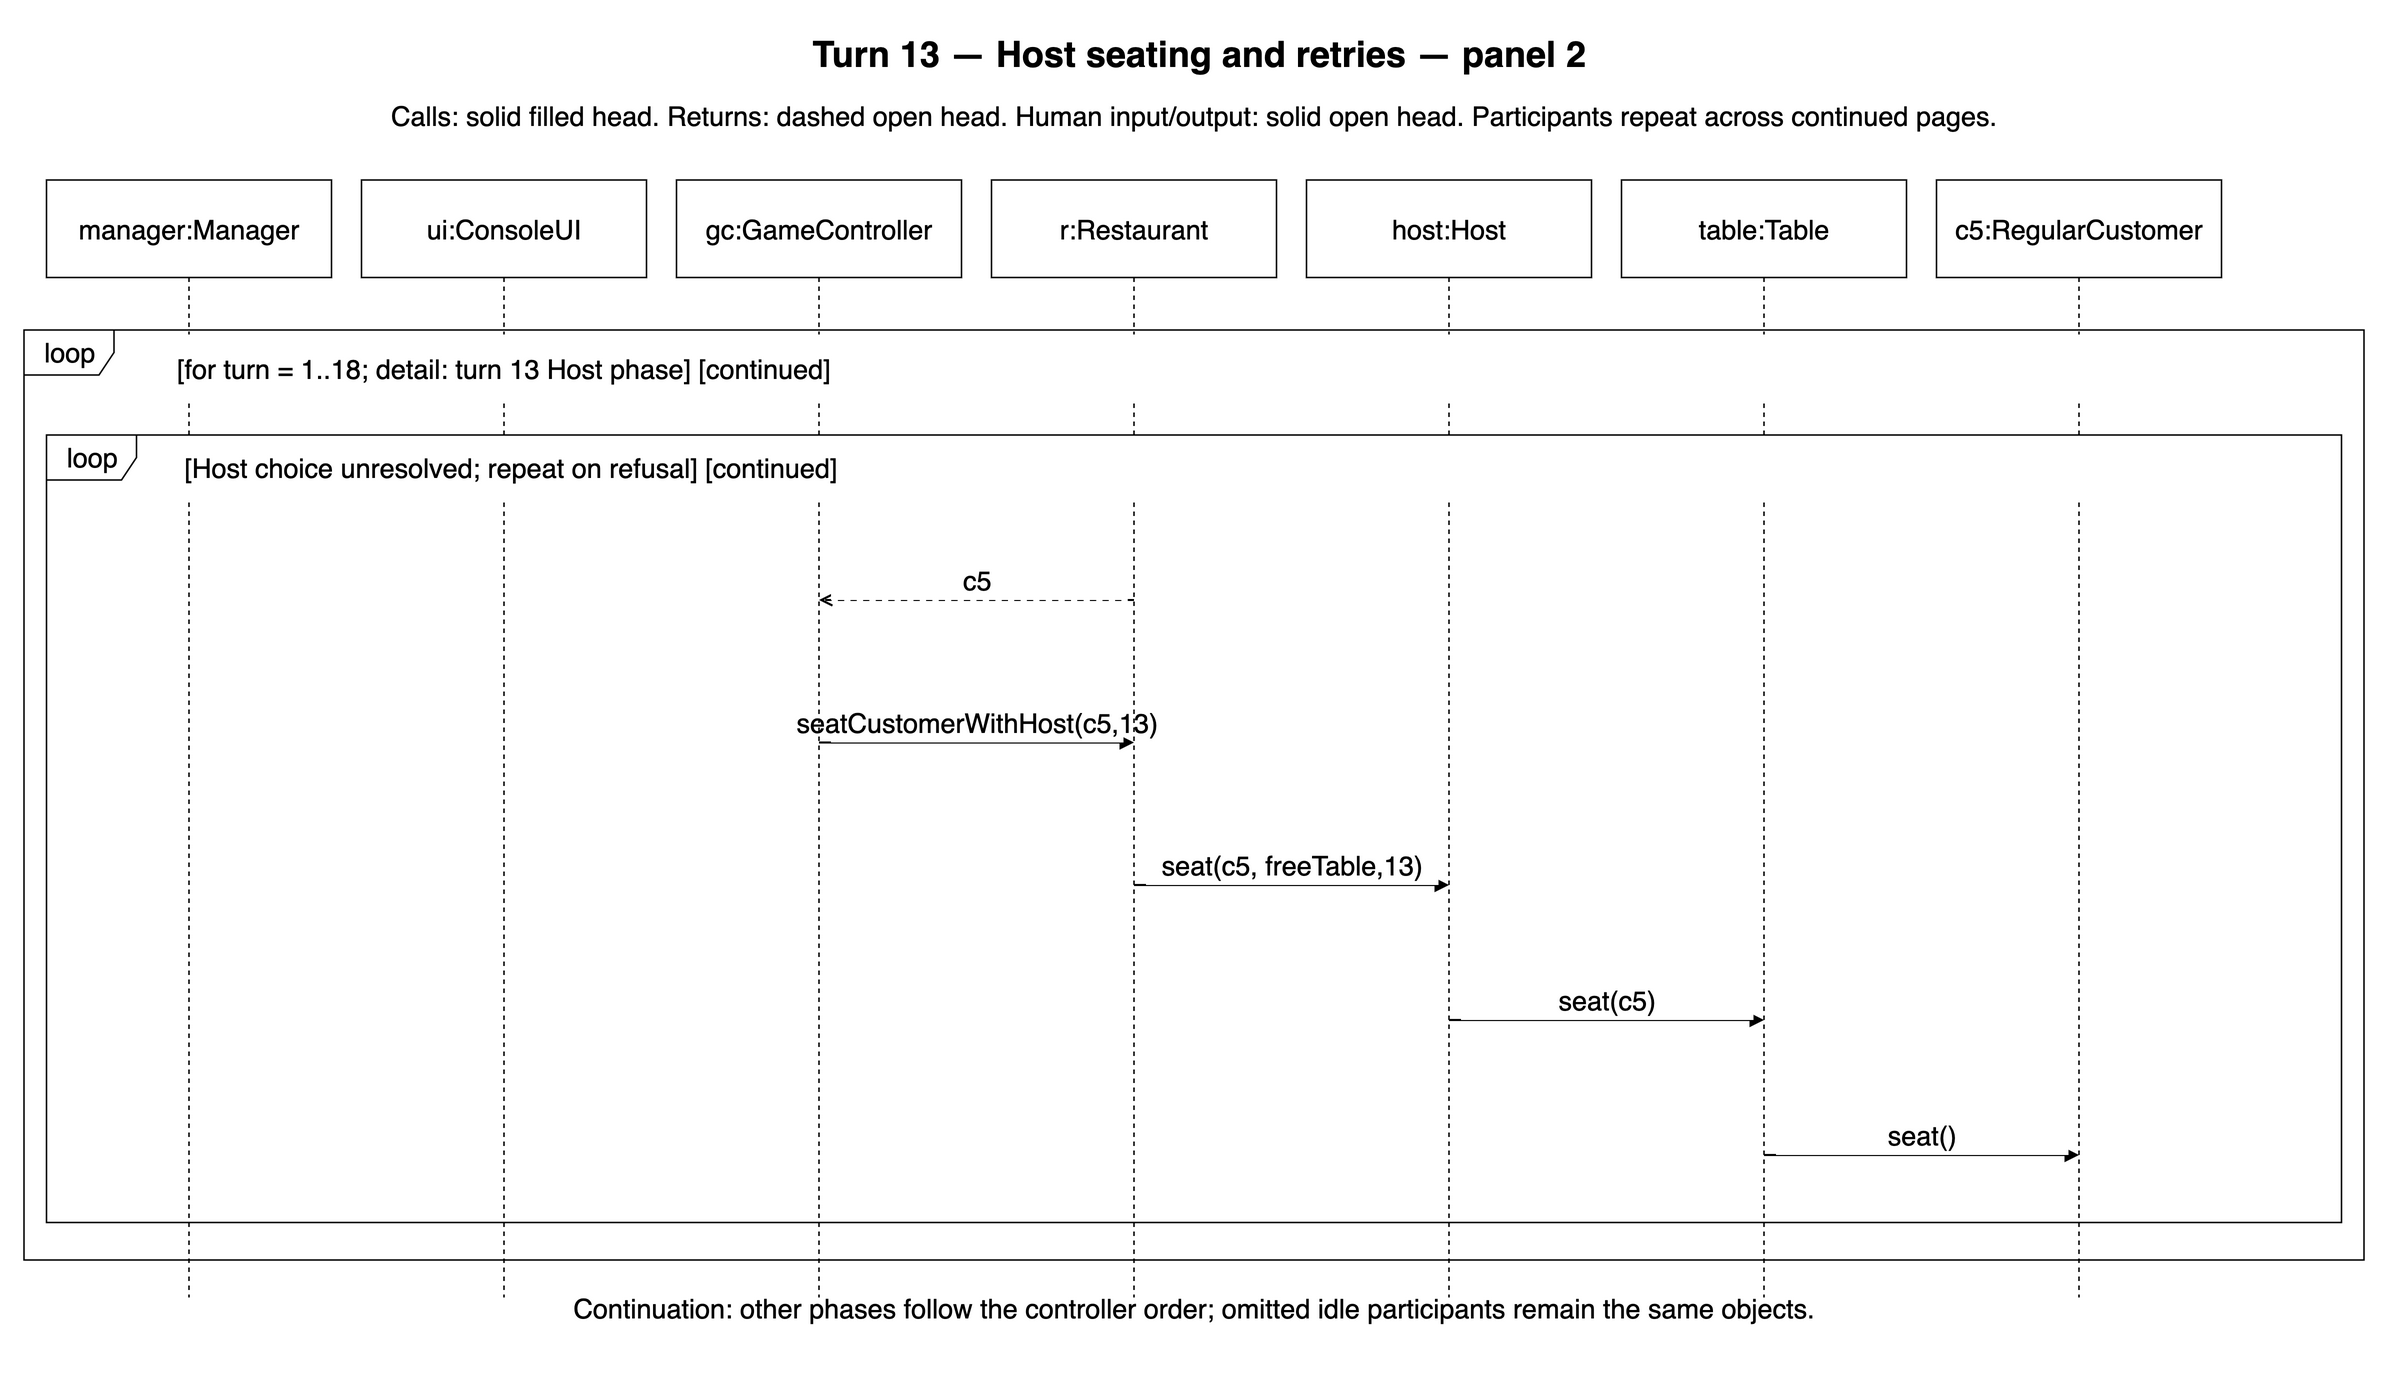 Turn 13 — Host seating and retries — panel 2
Calls: solid filled head. Returns: dashed open head. Human input/output: solid open head. Participants repeat across continued pages.
manager:Manager
ui:ConsoleUI
gc:GameController
r:Restaurant
host:Host
table:Table
c5:RegularCustomer
loop
[for turn = 1..18; detail: turn 13 Host phase] [continued]
loop
[Host choice unresolved; repeat on refusal] [continued]
c5
seatCustomerWithHost(c5,13)
seat(c5, freeTable,13)
seat(c5)
seat()
Continuation: other phases follow the controller order; omitted idle participants remain the same objects.